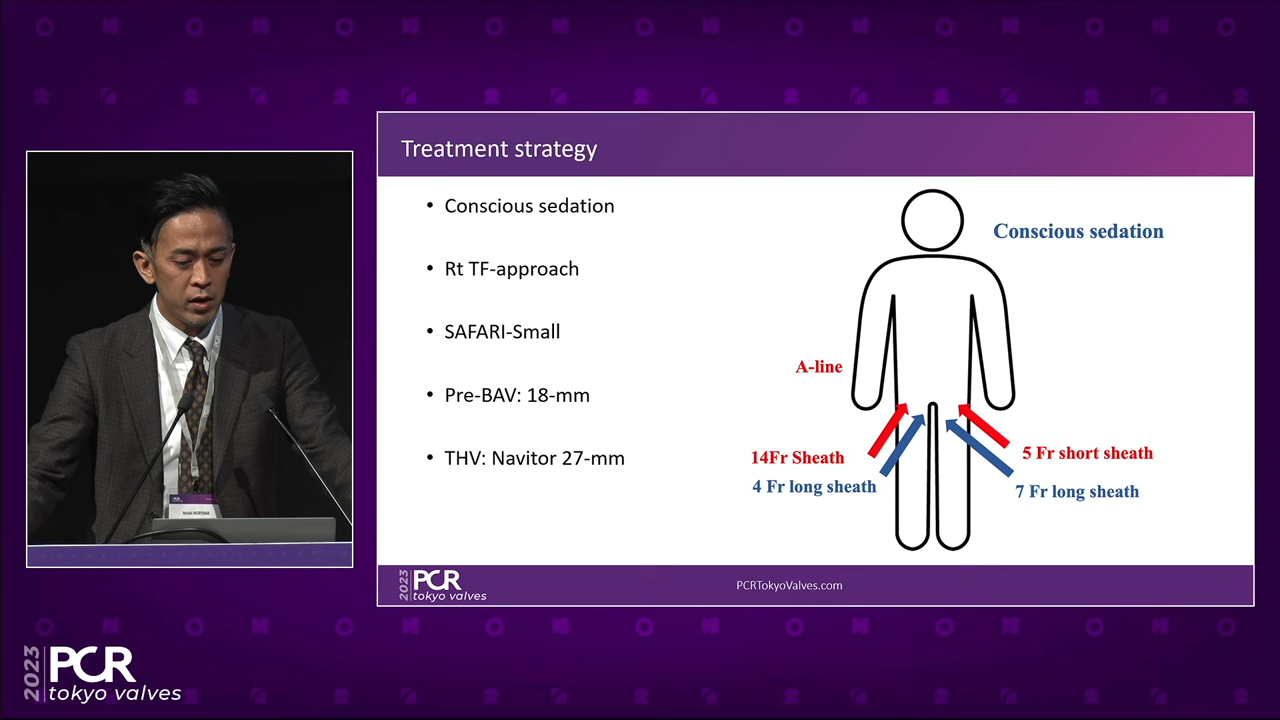 Treatment strategy
• Conscious sedation
• Rt TF-approach
• SAFARI-Small
• Pre-BAV: 18-mm
• THV: Navitor 27-mm
Conscious sedation
A-line
14Fr Sheath
4 Fr long sheath
5 Fr short sheath
7 Fr long sheath
2023 PCR
tokyo valves
PCRTokyoValves.com
2023 PCR
tokyo valves